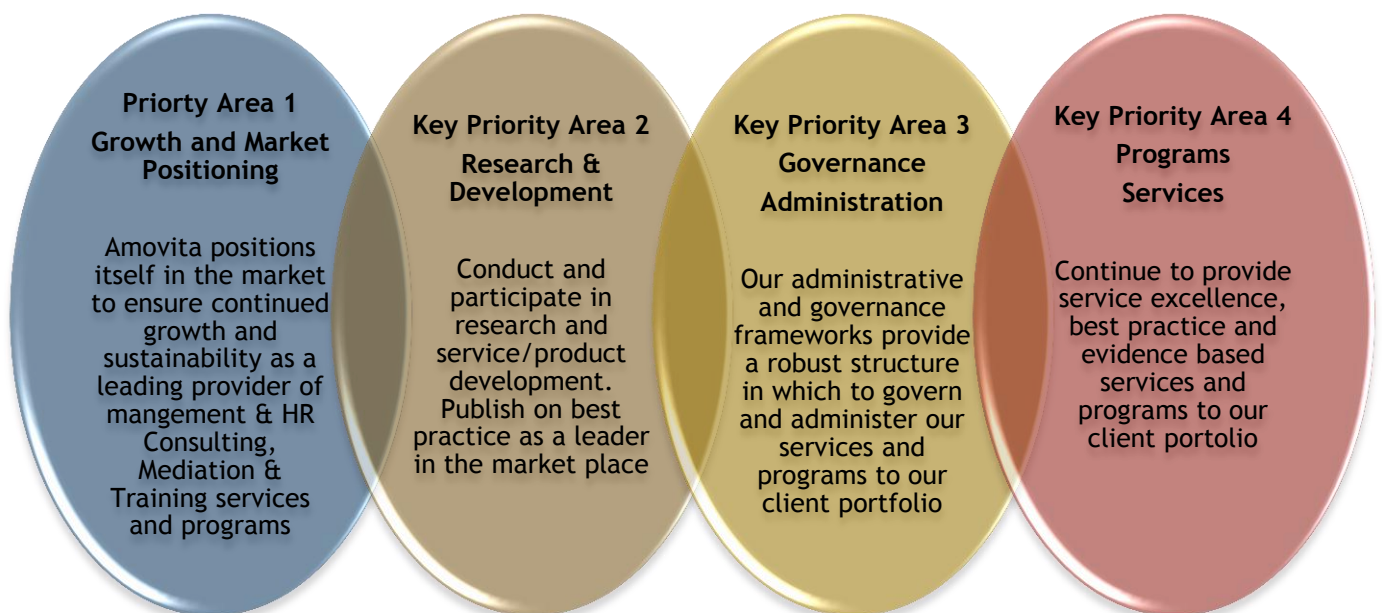 Priorty Area 1
Growth and Market
Positioning
Amovita positions
itself in the market
to ensure continued
growth and
sustainability as a
leading provider of
mangement & HR
Consulting,
Mediation &
Training services
and programs
Key Priority Area 2
Research &
Development
Conduct and
participate in
research and
service/product
development.
Publish on best
practice as a leader
in the market place
Key Priority Area 3
Governance
Administration
Our administrative
and governance
frameworks provide
a robust structure
in which to govern
and administer our
services and
programs to our
client portfolio
Key Priority Area 4
Programs
Services
Continue to provide
service excellence,
best practice and
evidence based
services and
programs to our
client portolio